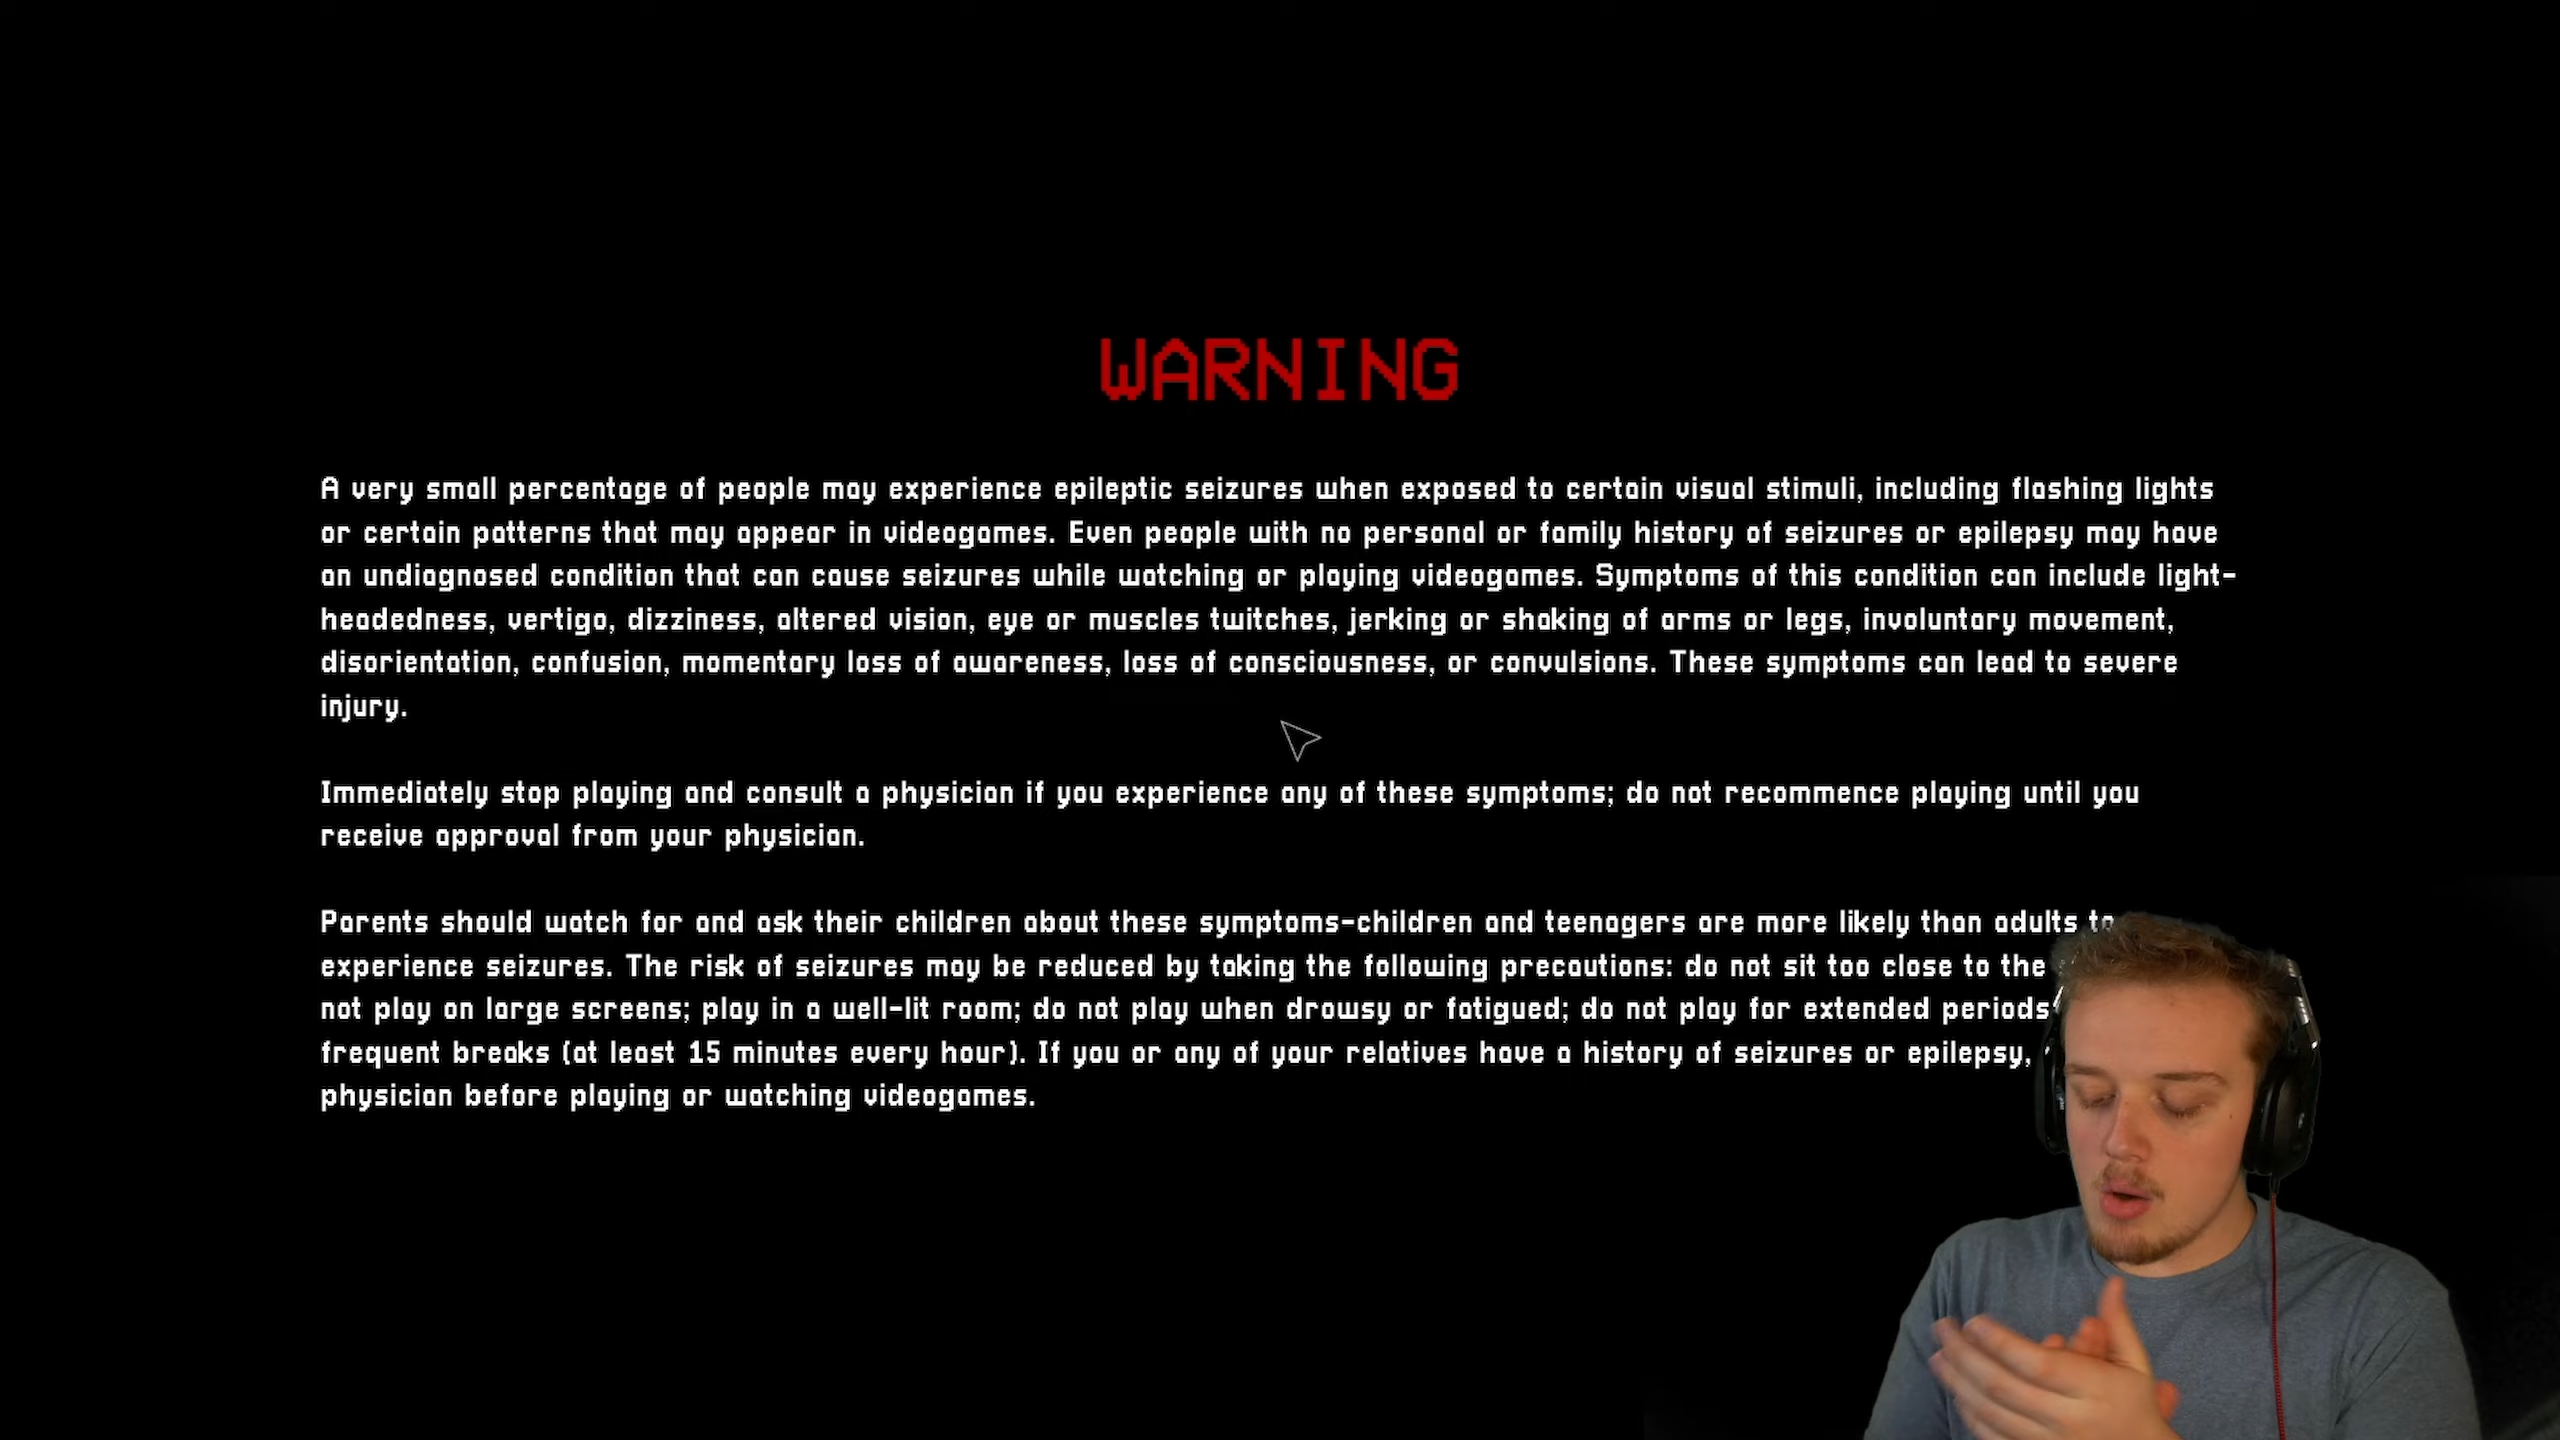 WARNING
A very small percentage of people may experience epileptic seizures when exposed to certain visual stimuli, including flashing lights
or certain patterns that may appear in videogames. Even people with no personal or family history of seizures or epilepsy may have
an undiagnosed condition that can cause seizures while watching or playing videogames. Symptoms of this condition can include light-
headedness, vertigo, dizziness, altered vision, eye or muscles twitches, jerking or shaking of arms or legs, involuntary movement,
disorientation, confusion, momentary loss of awareness, loss of consciousness, or convulsions. These symptoms can lead to severe
injury.
Immediately stop playing and consult a physician if you experience any of these symptoms; do not recommence playing until you
receive approval from your physician.
Parents should watch for and ask their children about these symptoms-children and teenagers are more likely than adults to
experience seizures. The risk of seizures may be reduced by taking the following precautions: do not sit too close to the
not play on large screens; play in a well-lit room; do not play when drowsy or fatigued; do not play for extended periods
frequent breaks (at least 15 minutes every hour). If you or any of your relatives have a history of seizures or epilepsy,
physician before playing or watching videogames.